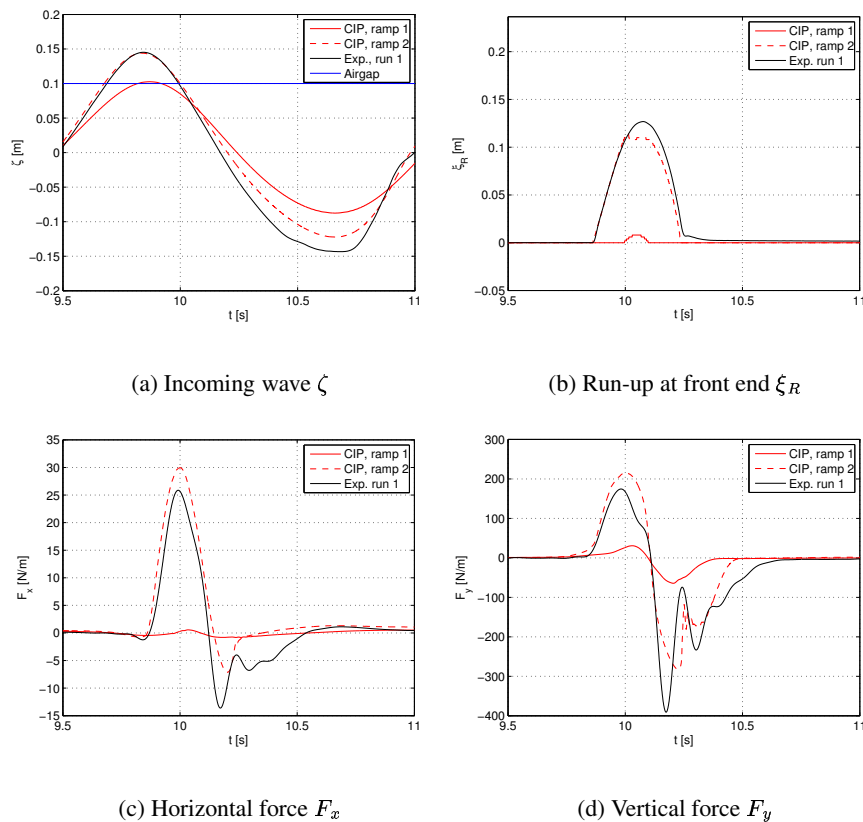 CIP, ramp 1
CIP, ramp 2
Exp., run 1
Airgap
0.2
0.15
0.1
0.05
0
−0.05
−0.1
−0.15
−0.2
ζ [m]
9.5 10 10.5 11
t [s]
(a) Incoming wave ζ
CIP, ramp 1
CIP, ramp 2
Exp. run 1
0.2
0.15
0.1
0.05
0
−0.05
ξR [m]
9.5 10 10.5 11
t [s]
(b) Run-up at front end ξR
CIP, ramp 1
CIP, ramp 2
Exp. run 1
35
30
25
20
15
10
5
0
−5
−10
−15
Fx [N/m]
9.5 10 10.5 11
t [s]
(c) Horizontal force Fx
CIP, ramp 1
CIP, ramp 2
Exp. run 1
300
200
100
0
−100
−200
−300
−400
Fy [N/m]
9.5 10 10.5 11
t [s]
(d) Vertical force Fy